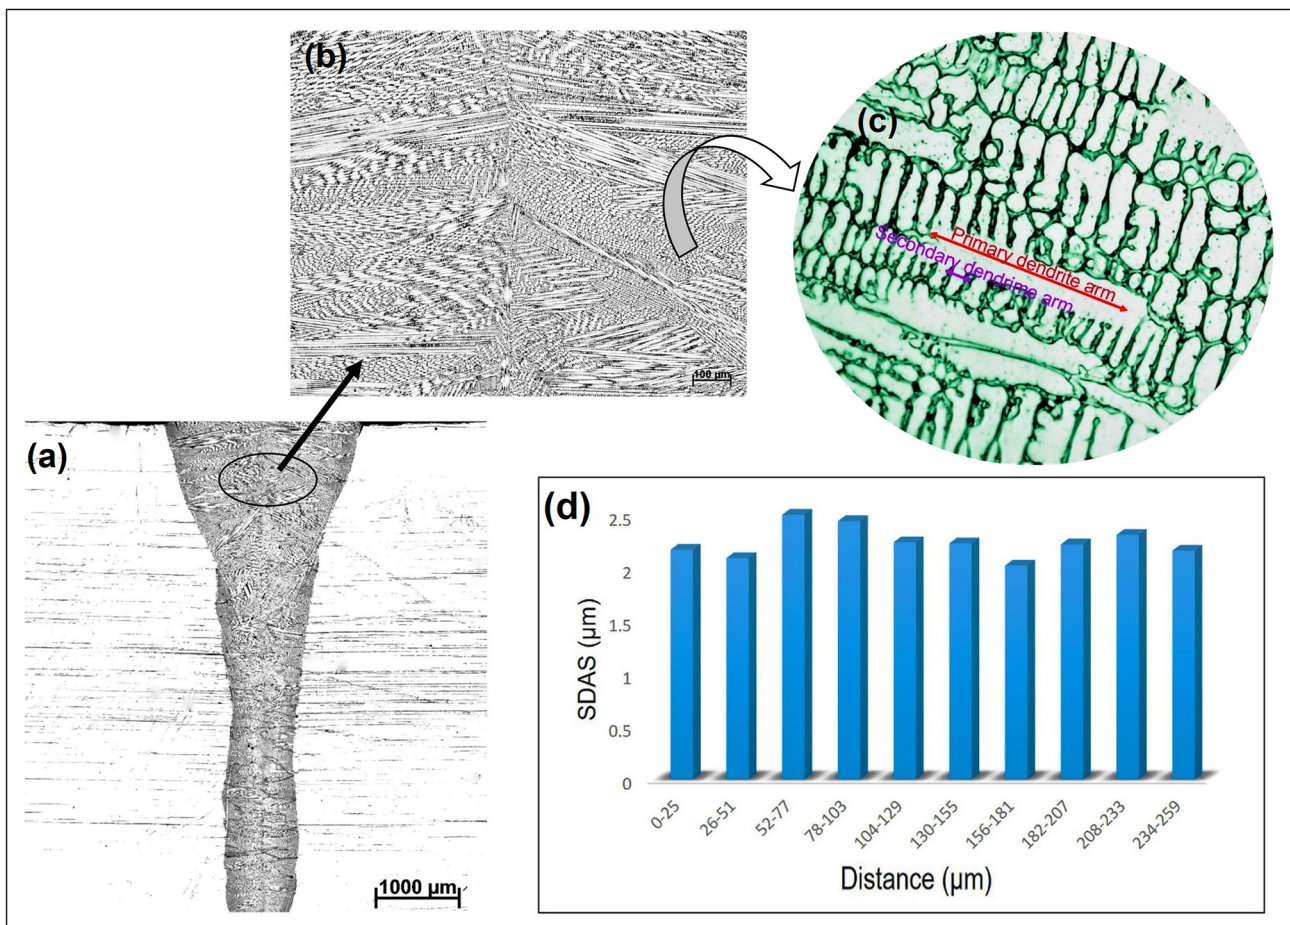 (b)
100 µm
(c)
Primary dendrite arm
Secondary dendrime arm
(a)
1000 µm
(d)
SDAS (µm)
2.5
2
1.5
1
0.5
0
0-25
26-51
52-77
78-103
104-129
130-155
156-181
182-207
208-233
234-259
Distance (µm)